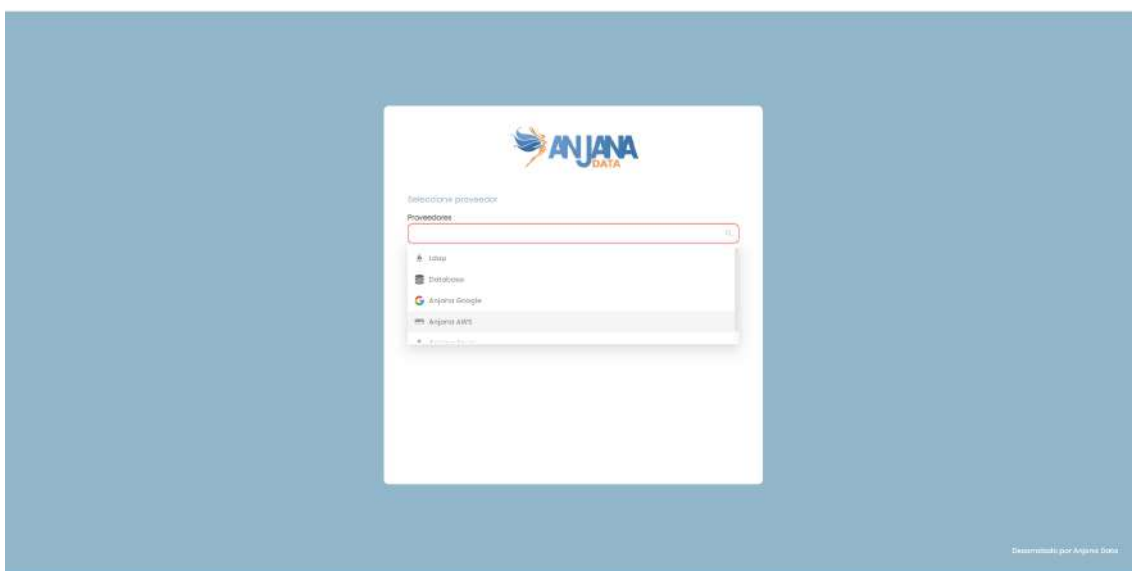 ANJANA
DATA
Seleccione proveedor
Proveedores
Ldap
Database
Anjana Google
Anjana AWS
Desarrollado por Anjana Data